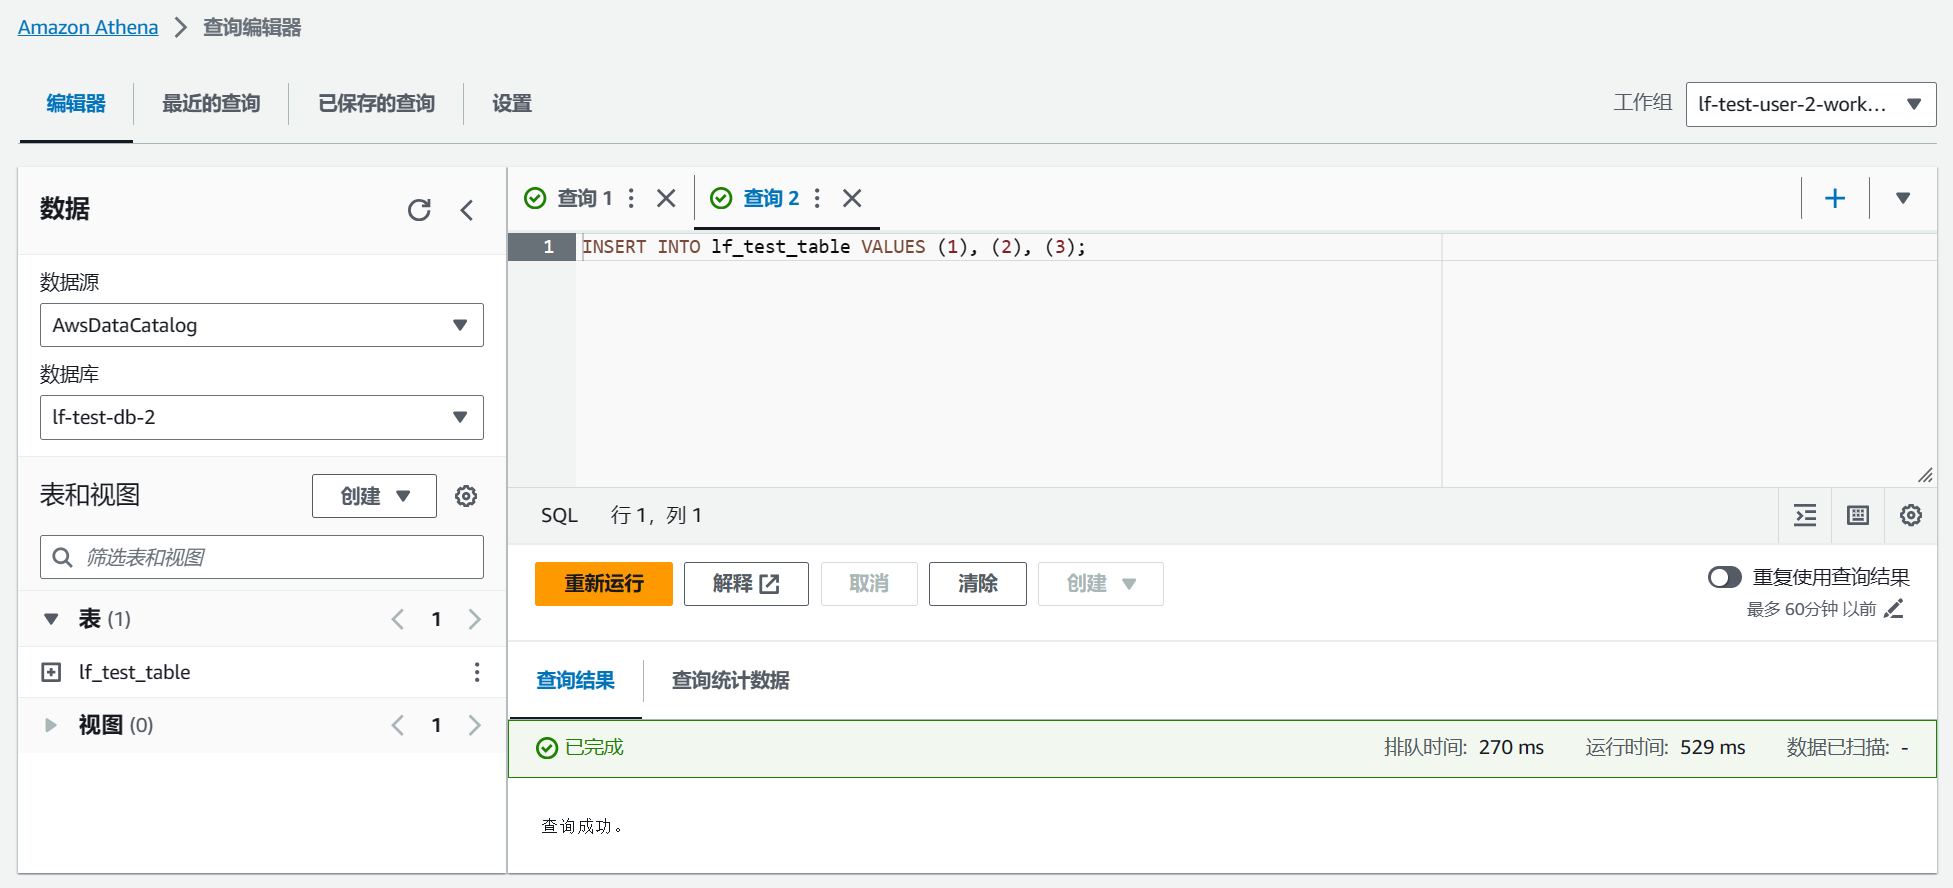 Amazon Athena > 查询编辑器
编辑器
最近的查询
已保存的查询
设置
工作组
lf-test-user-2-work...
数据
数据源
AwsDataCatalog
数据库
lf-test-db-2
表和视图
创建
筛选表和视图
表 (1)
1
lf_test_table
视图 (0)
1
查询 1
查询 2
1
INSERT INTO lf_test_table VALUES (1), (2), (3);
SQL
行 1，列 1
重新运行
解释
取消
清除
创建
重复使用查询结果
最多 60分钟 以前
查询结果
查询统计数据
已完成
排队时间: 270 ms
运行时间: 529 ms
数据已扫描: -
查询成功。